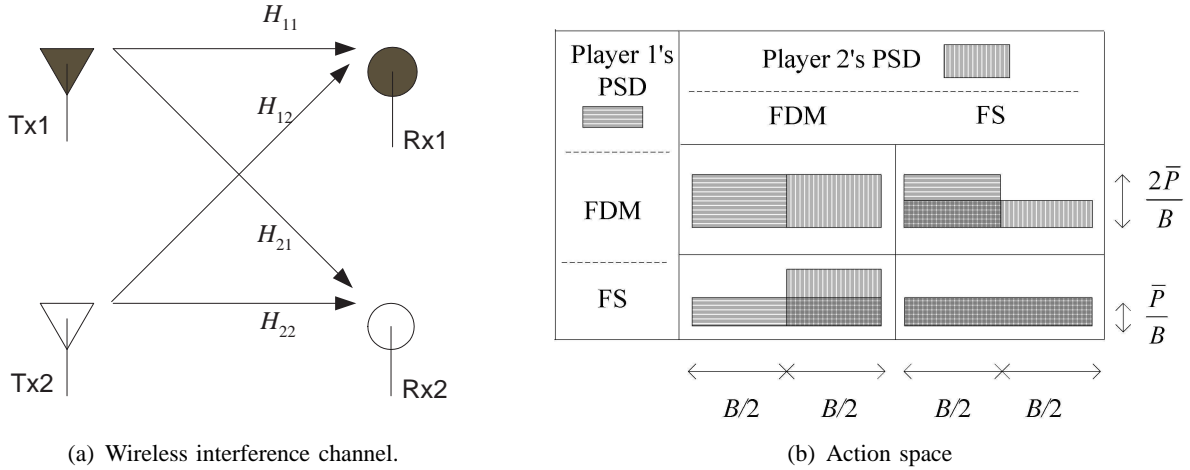 H11
Tx1
Rx1
H12
H21
H22
Tx2
Rx2
(a) Wireless interference channel.
Player 1's
PSD
Player 2's PSD
FDM
FS
FDM
FS
2P̅
B
P̅
B
B/2
B/2
B/2
B/2
(b) Action space